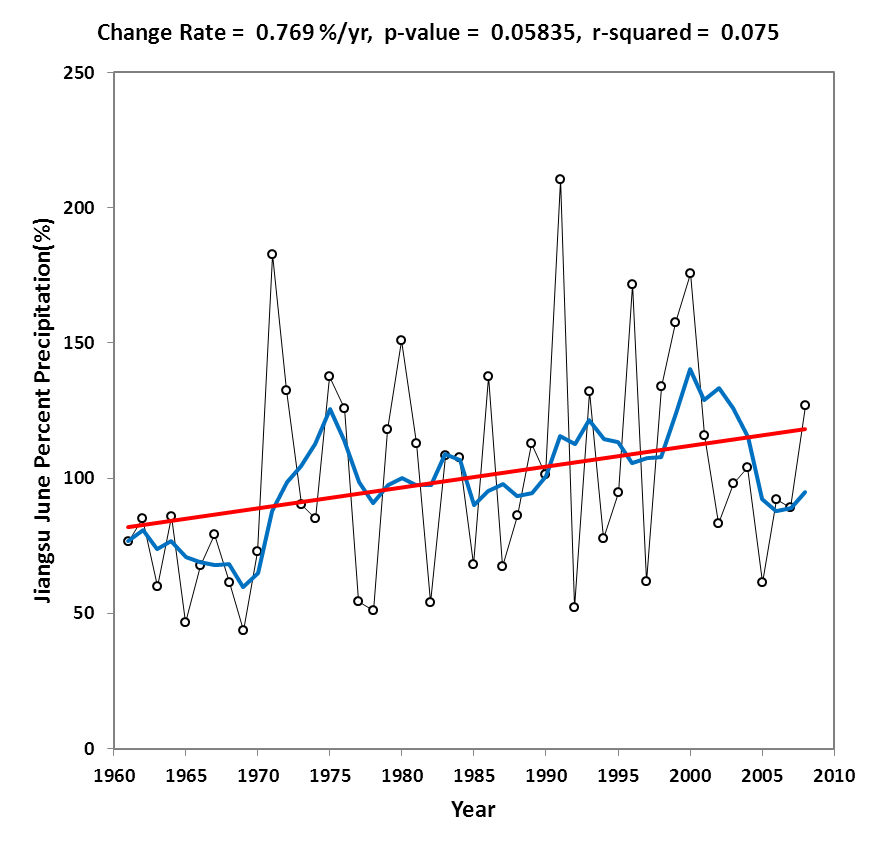 Change Rate = 0.769 %/yr, p-value = 0.05835, r-squared = 0.075
Jiangsu June Percent Precipitation(%)
250
200
150
100
50
0
1960 1965 1970 1975 1980 1985 1990 1995 2000 2005 2010
Year